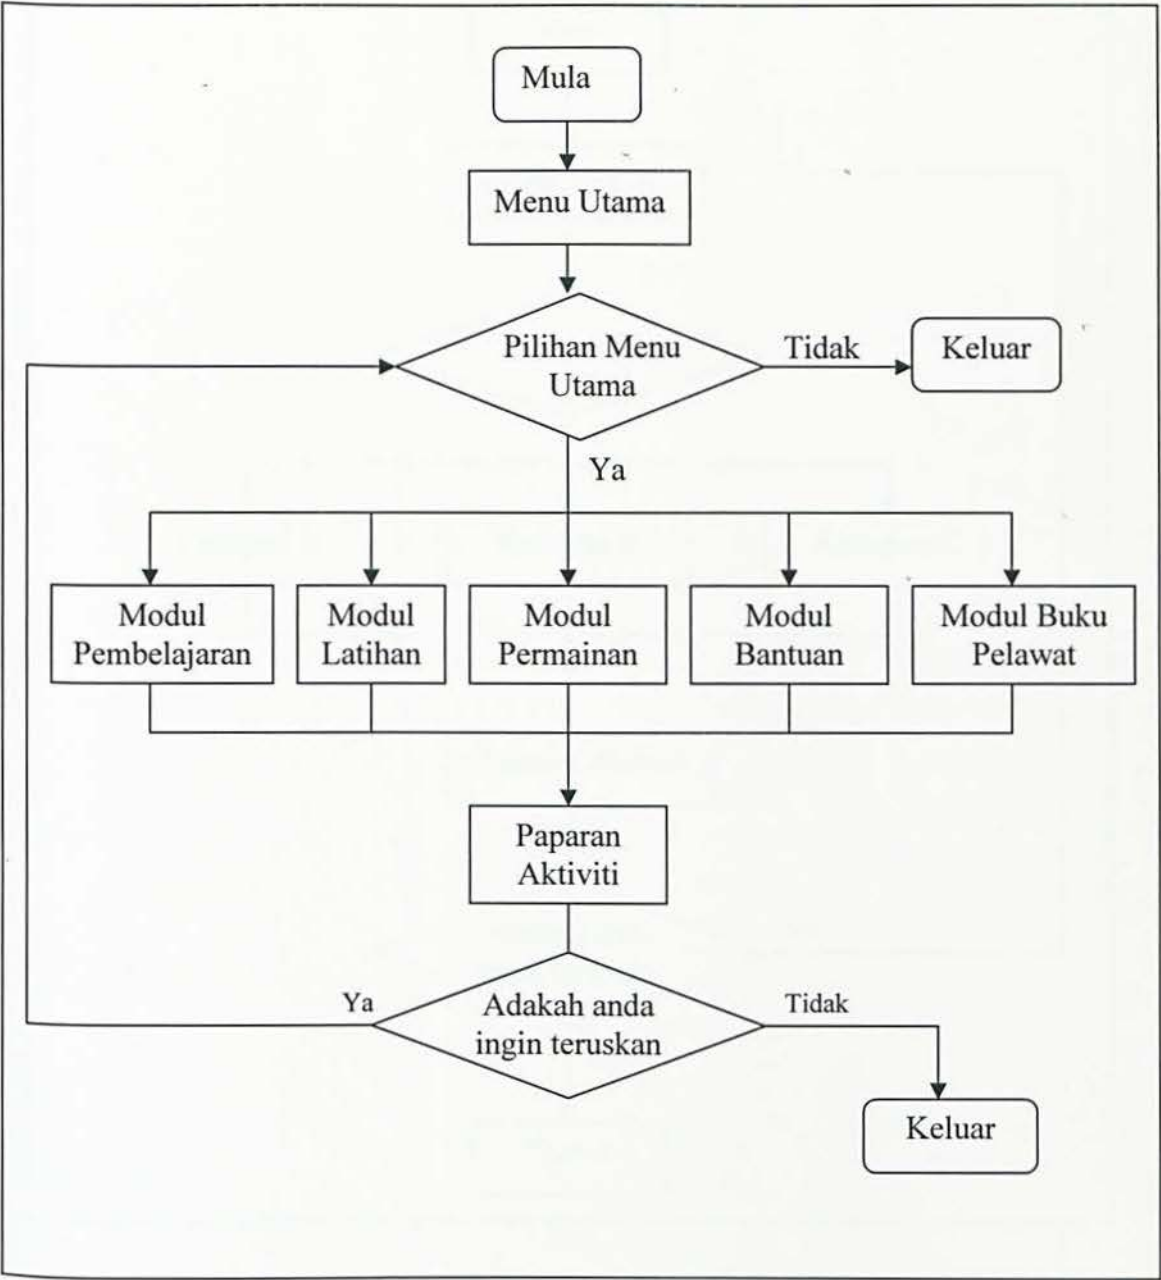 Mula
Menu Utama
Pilihan Menu
Utama
Tidak
Keluar
Ya
Modul
Pembelajaran
Modul
Latihan
Modul
Permainan
Modul
Bantuan
Modul Buku
Pelawat
Paparan
Aktiviti
Ya
Adakah anda
ingin teruskan
Tidak
Keluar